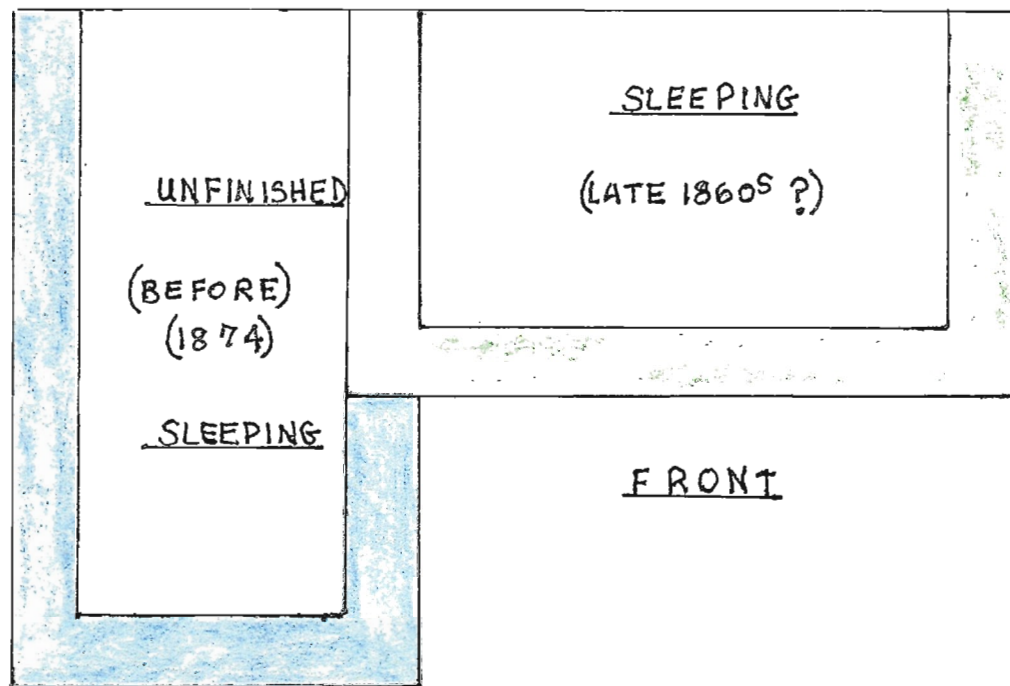 UNFINISHED
(BEFORE)
(1874)
SLEEPING
SLEEPING
(LATE 1860S ?)
FRONT